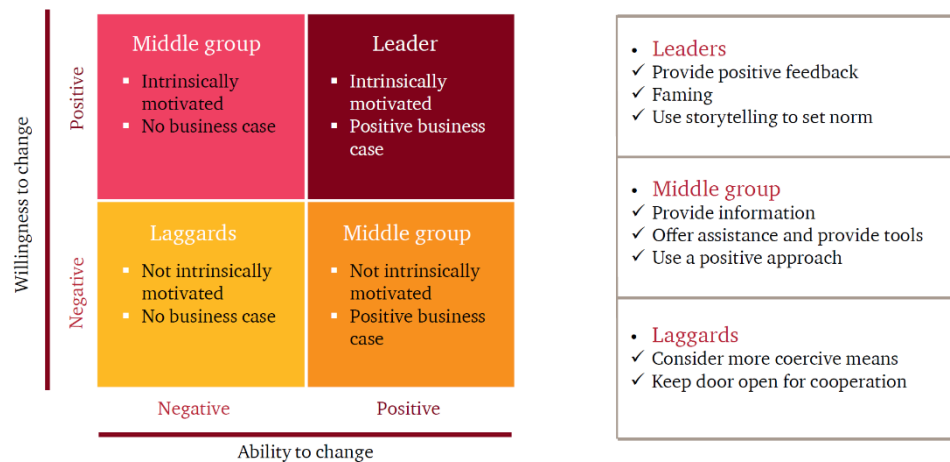 Willingness to change
Positive
Negative
Middle group
▪ Intrinsically
motivated
▪ No business case
Leader
▪ Intrinsically
motivated
▪ Positive business
case
Laggards
▪ Not intrinsically
motivated
▪ No business case
Middle group
▪ Not intrinsically
motivated
▪ Positive business
case
Negative
Positive
Ability to change
• Leaders
✓ Provide positive feedback
✓ Faming
✓ Use storytelling to set norm
• Middle group
✓ Provide information
✓ Offer assistance and provide tools
✓ Use a positive approach
• Laggards
✓ Consider more coercive means
✓ Keep door open for cooperation